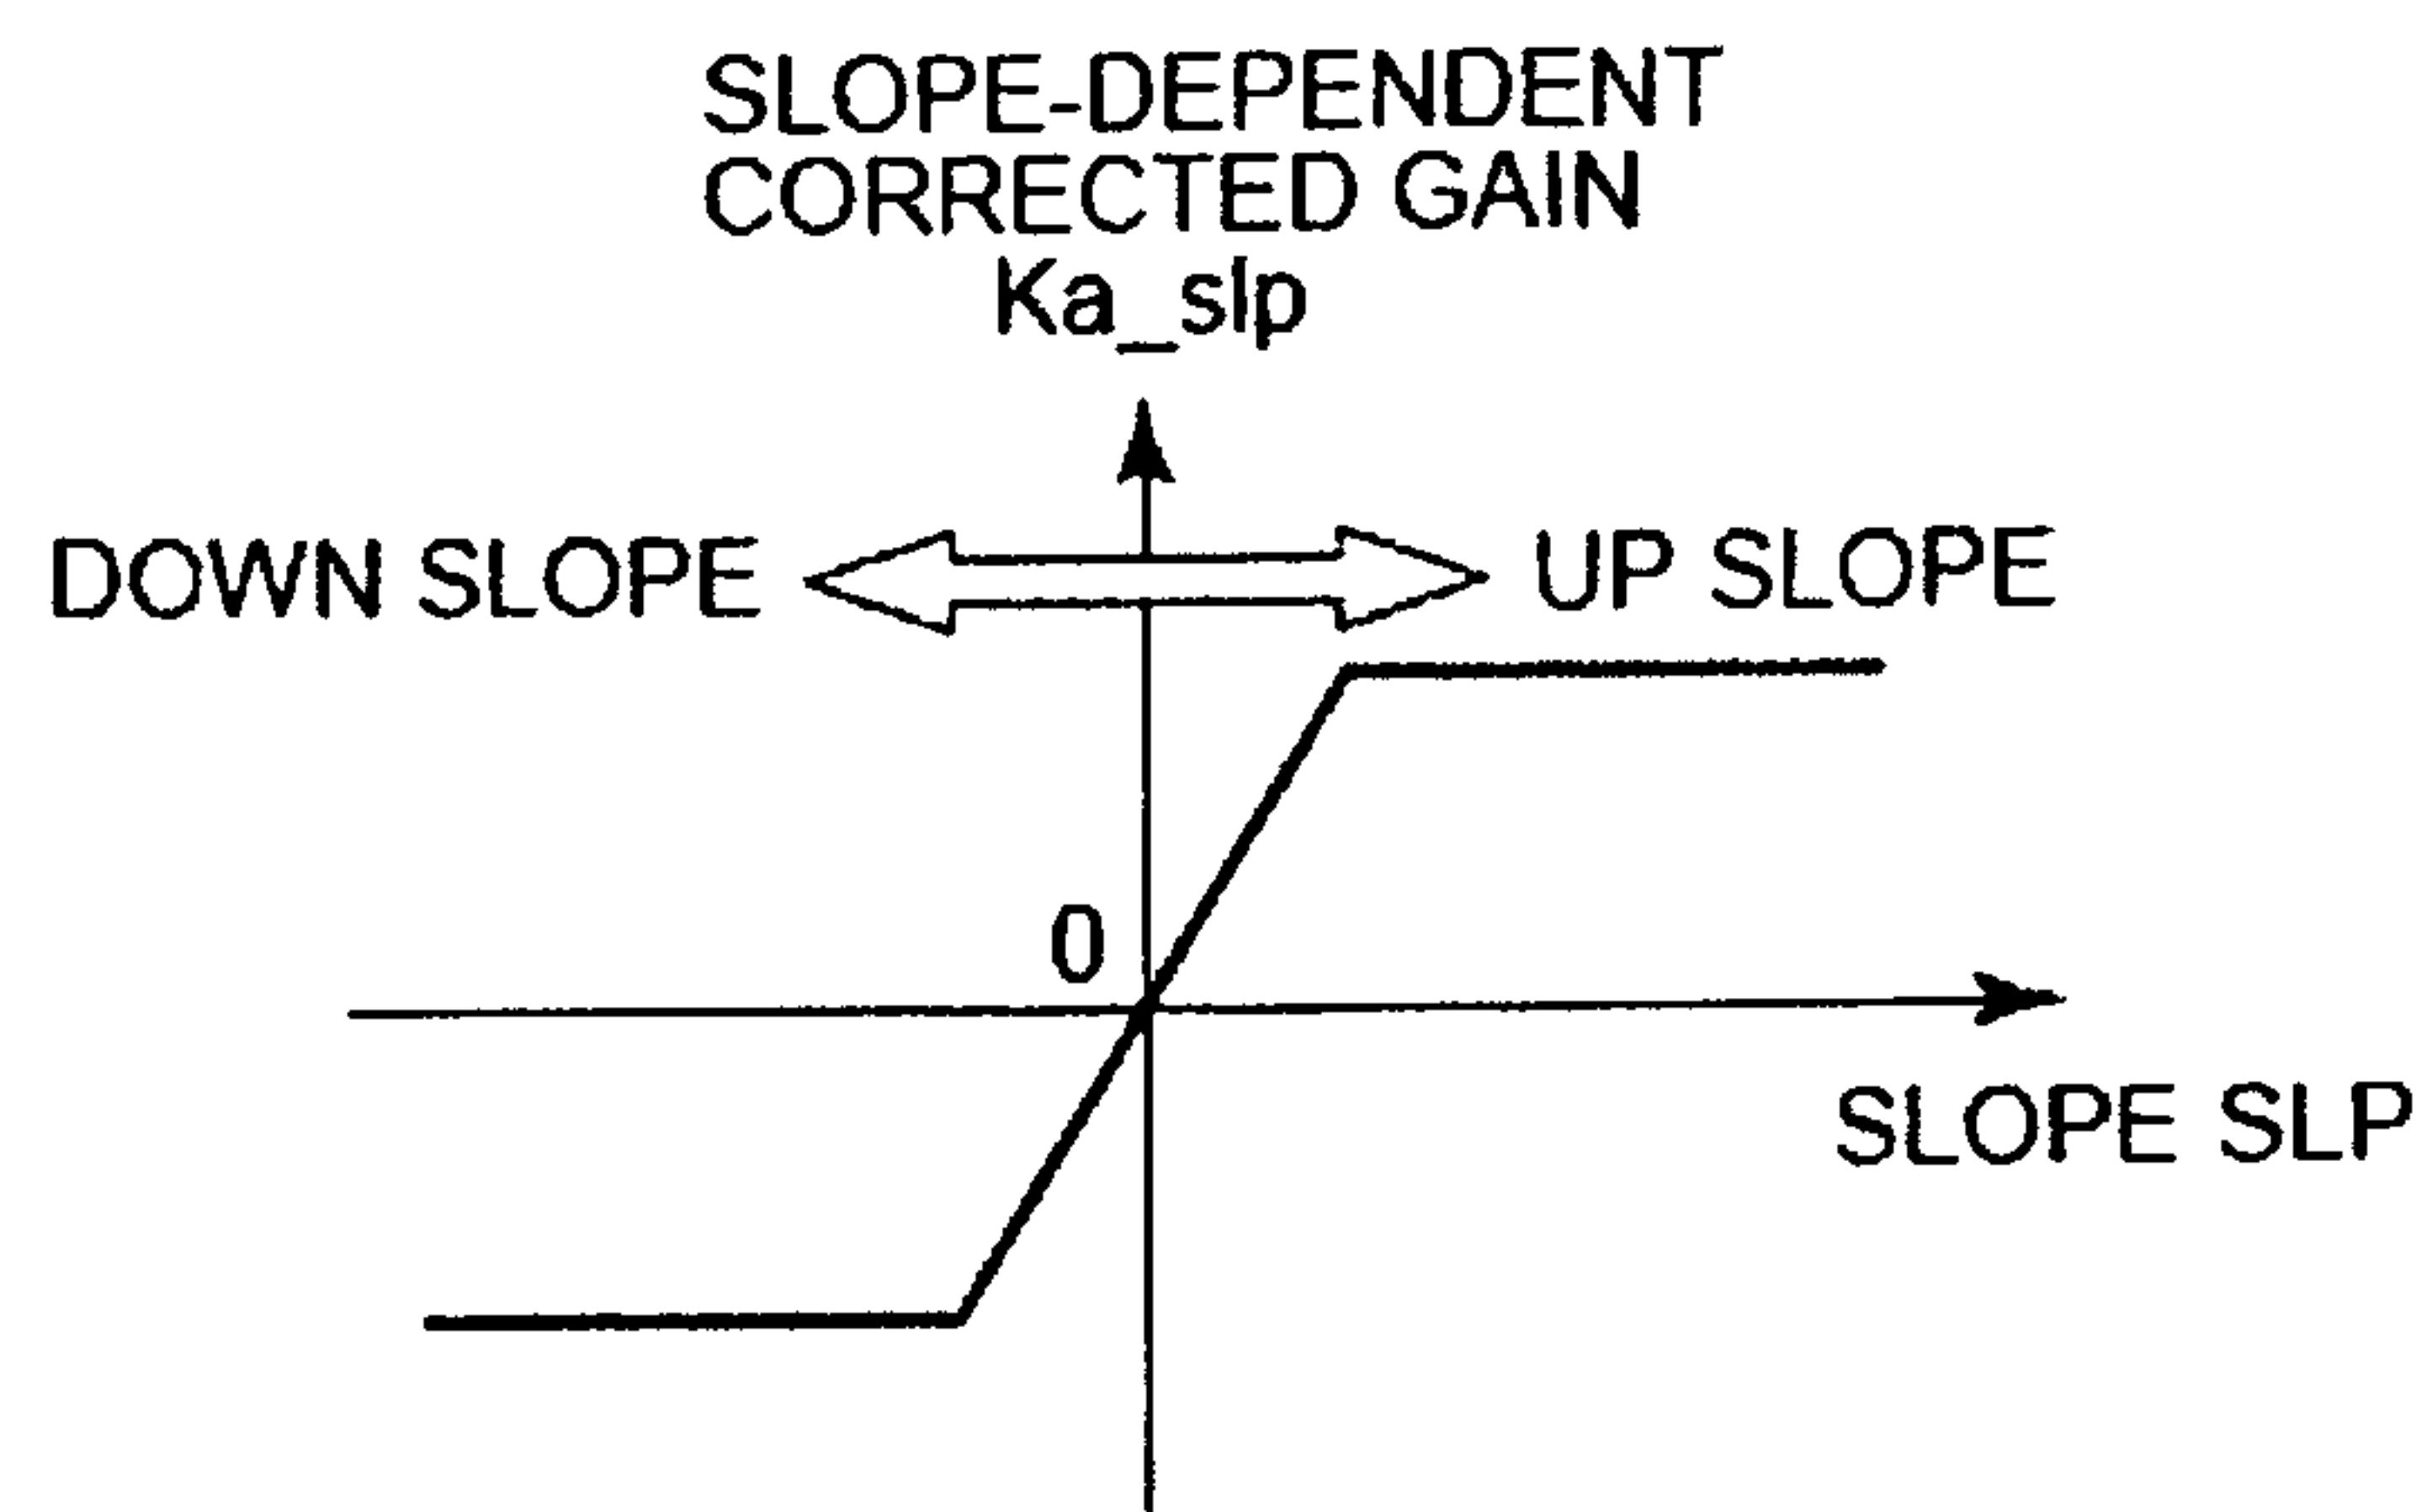 SLOPE-DEPENDENT
CORRECTED GAIN
Ka_slp
DOWN SLOPE
UP SLOPE
0
SLOPE SLP